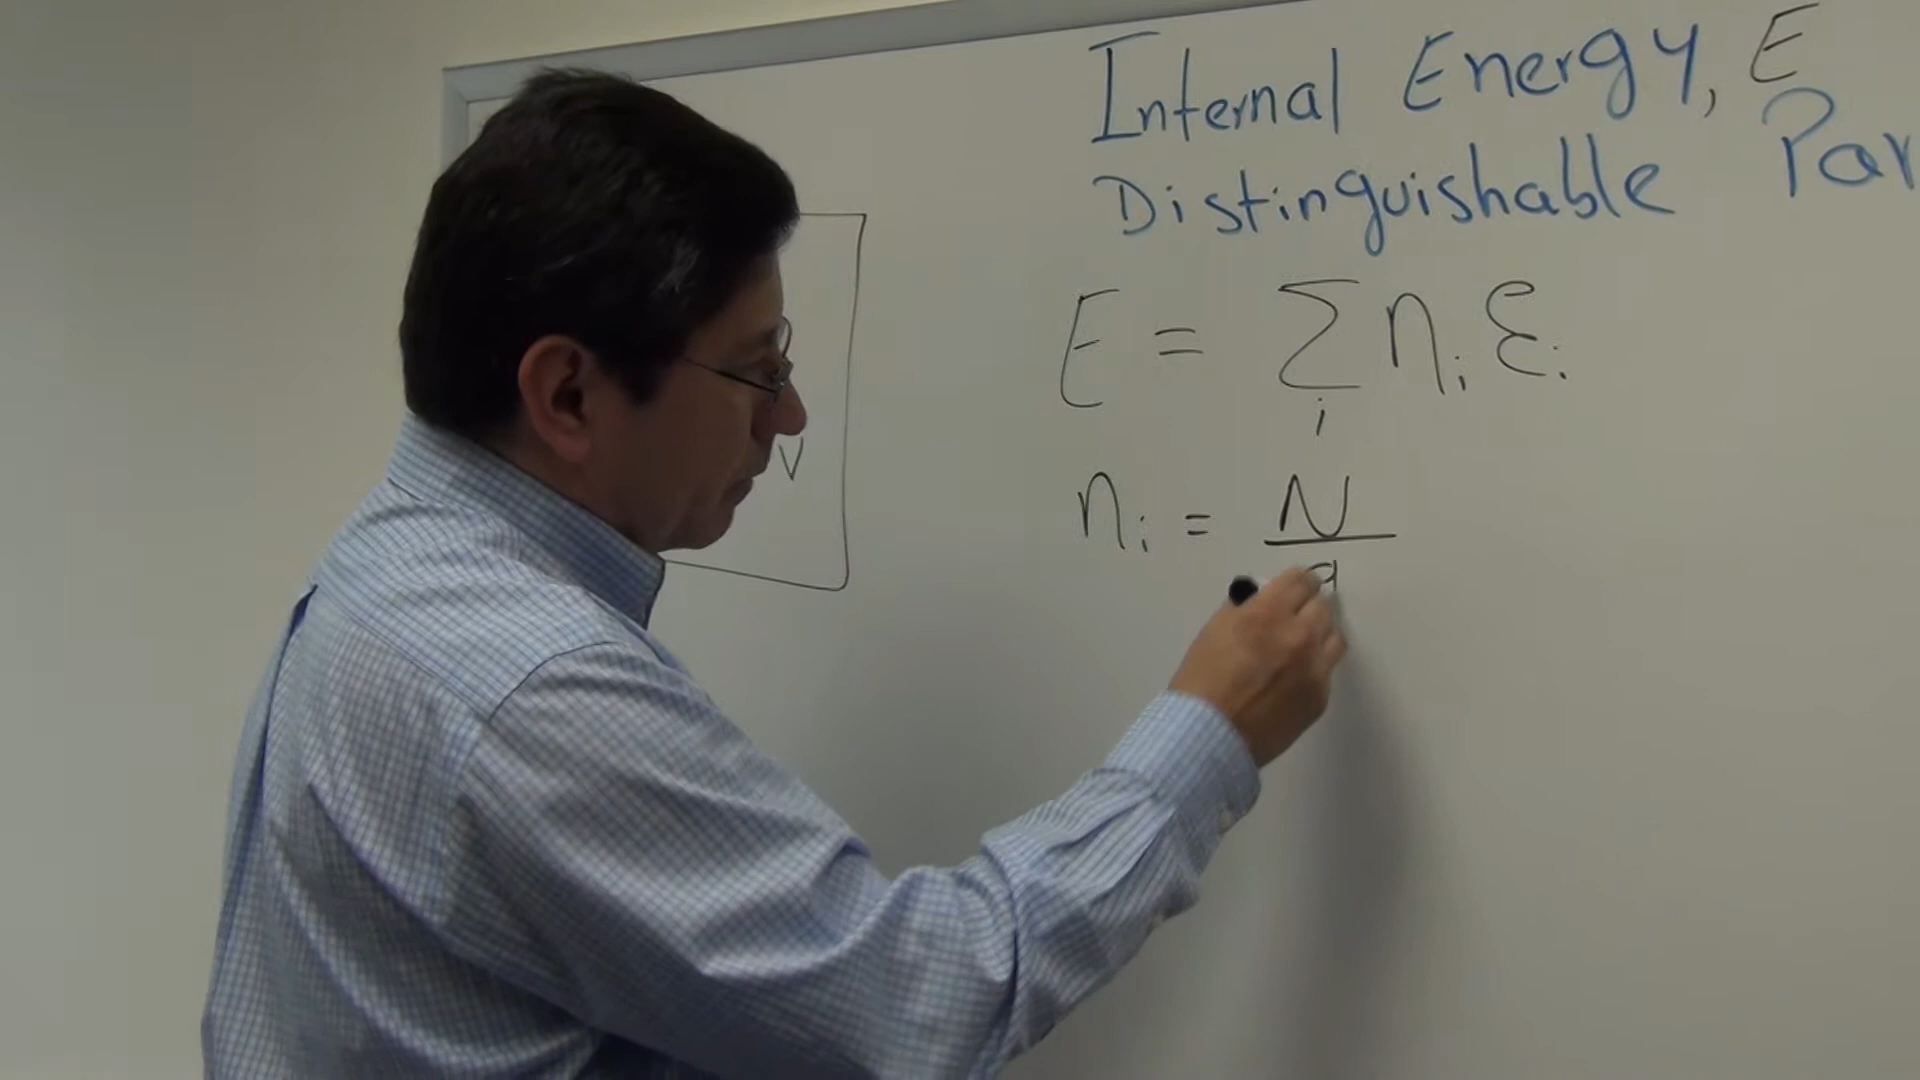 Internal Energy, E
Distinguishable Par
E = Σ nᵢ εᵢ
i
nᵢ = N
q
V